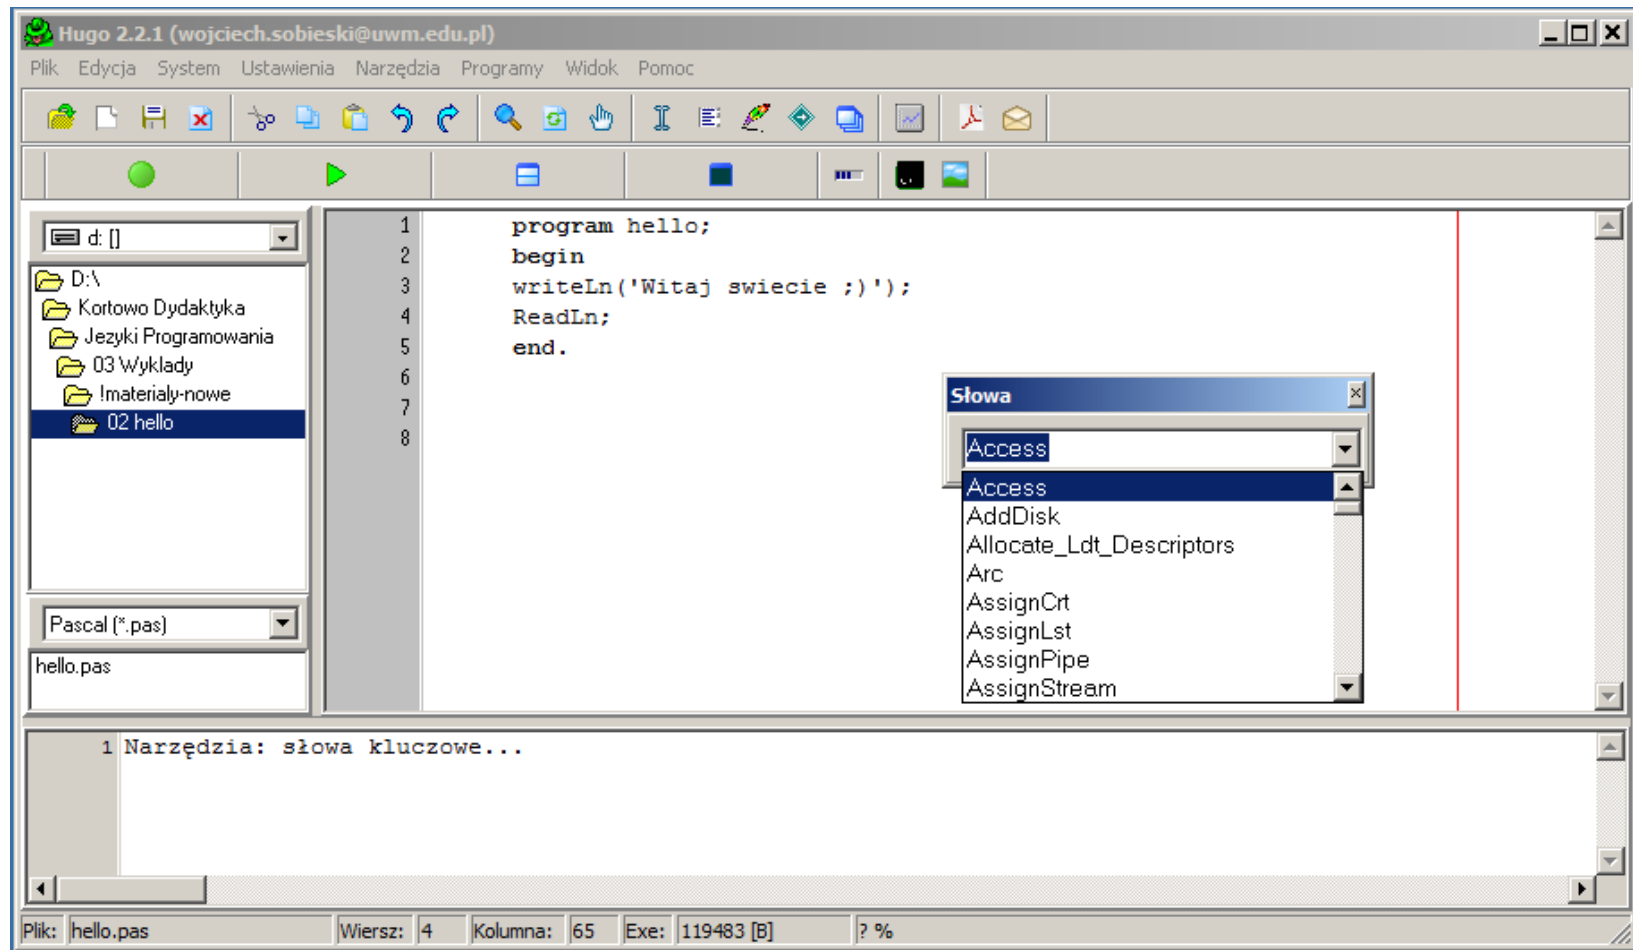 Hugo 2.2.1 (wojciech.sobieski@uwm.edu.pl)
Plik Edycja System Ustawienia Narzędzia Programy Widok Pomoc
d: []
D:\
Kortowo Dydaktyka
Jezyki Programowania
03 Wyklady
!materialy-nowe
02 hello
Pascal (*.pas)
hello.pas
1 program hello;
2 begin
3 writeLn('Witaj swiecie ;)');
4 ReadLn;
5 end.
6
7
8
Słowa
Access
Access
AddDisk
Allocate_Ldt_Descriptors
Arc
AssignCrt
AssignLst
AssignPipe
AssignStream
1 Narzędzia: słowa kluczowe...
Plik: hello.pas Wiersz: 4 Kolumna: 65 Exe: 119483 [B] ? %